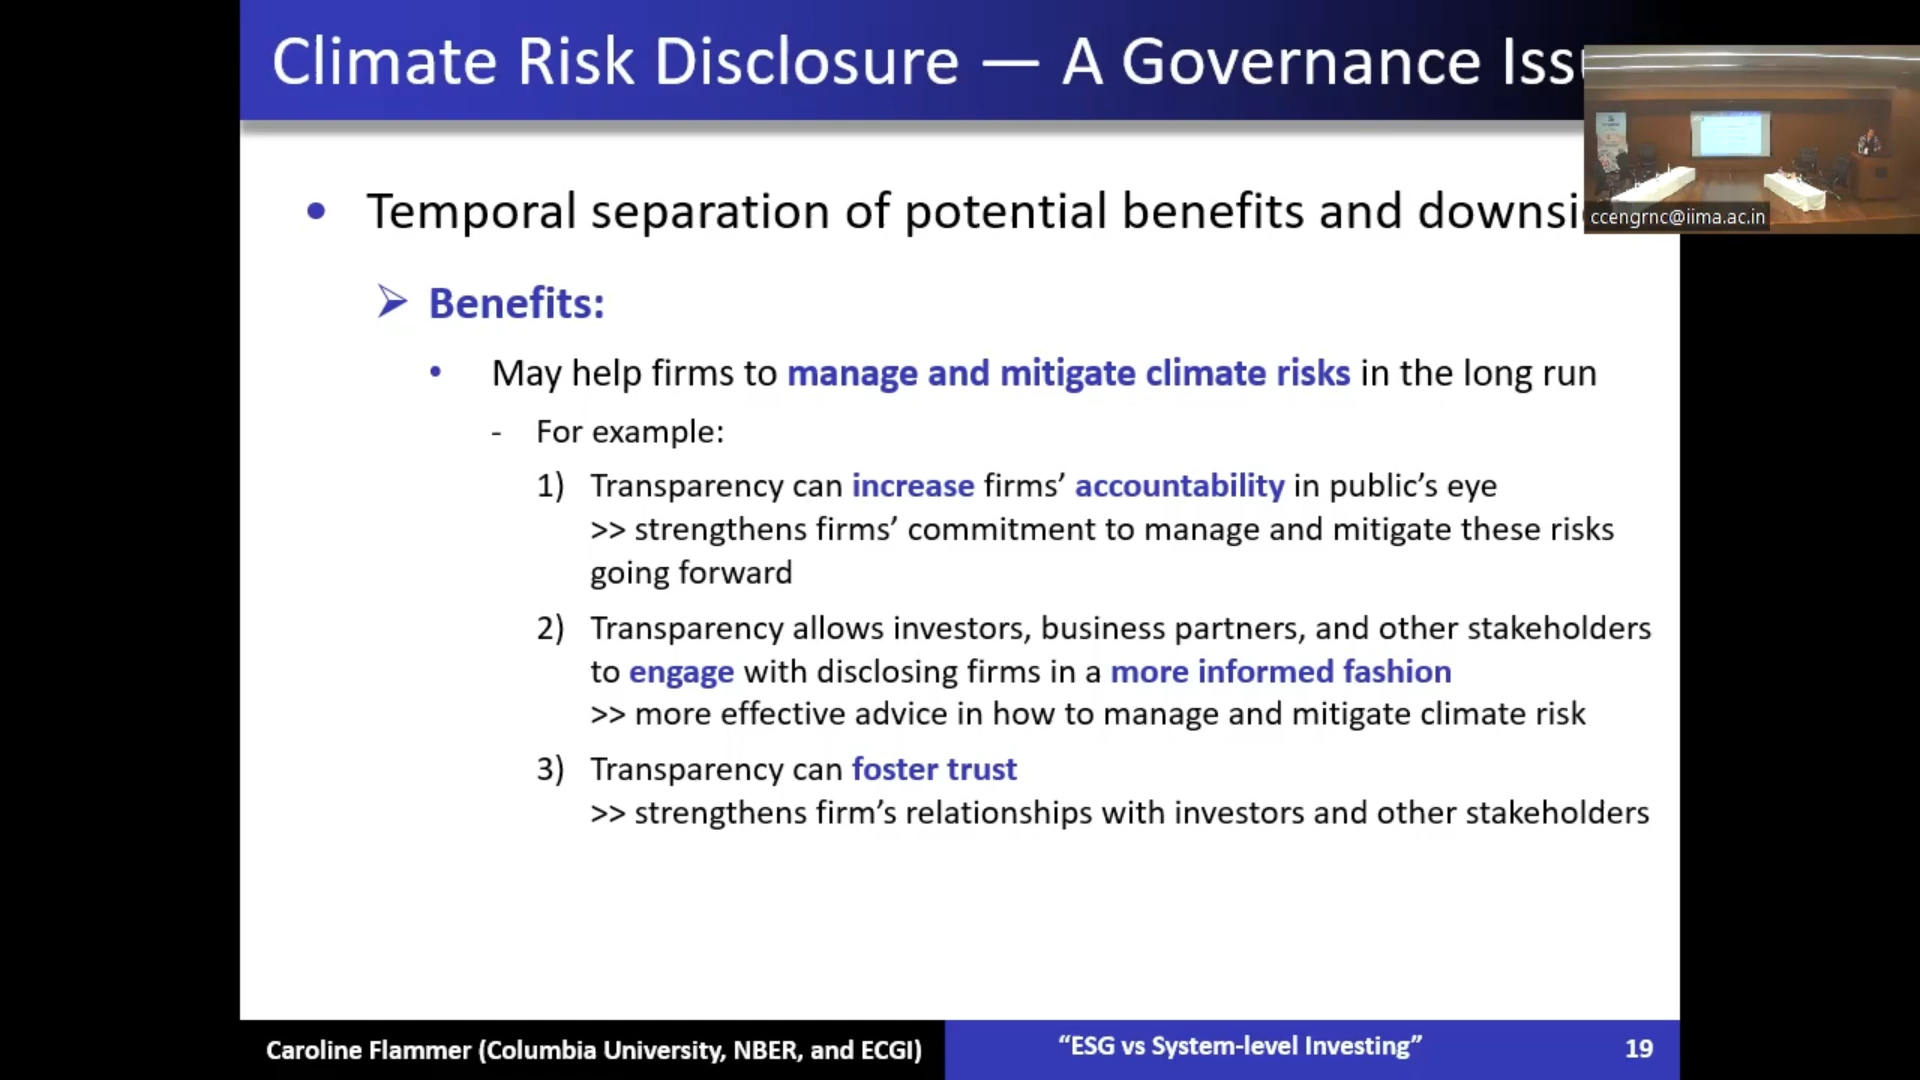 Climate Risk Disclosure — A Governance Iss
ccengrnc@iima.ac.in
• Temporal separation of potential benefits and downsi
➢ Benefits:
• May help firms to manage and mitigate climate risks in the long run
- For example:
1) Transparency can increase firms’ accountability in public’s eye
>> strengthens firms’ commitment to manage and mitigate these risks
going forward
2) Transparency allows investors, business partners, and other stakeholders
to engage with disclosing firms in a more informed fashion
>> more effective advice in how to manage and mitigate climate risk
3) Transparency can foster trust
>> strengthens firm’s relationships with investors and other stakeholders
Caroline Flammer (Columbia University, NBER, and ECGI)
“ESG vs System-level Investing”
19